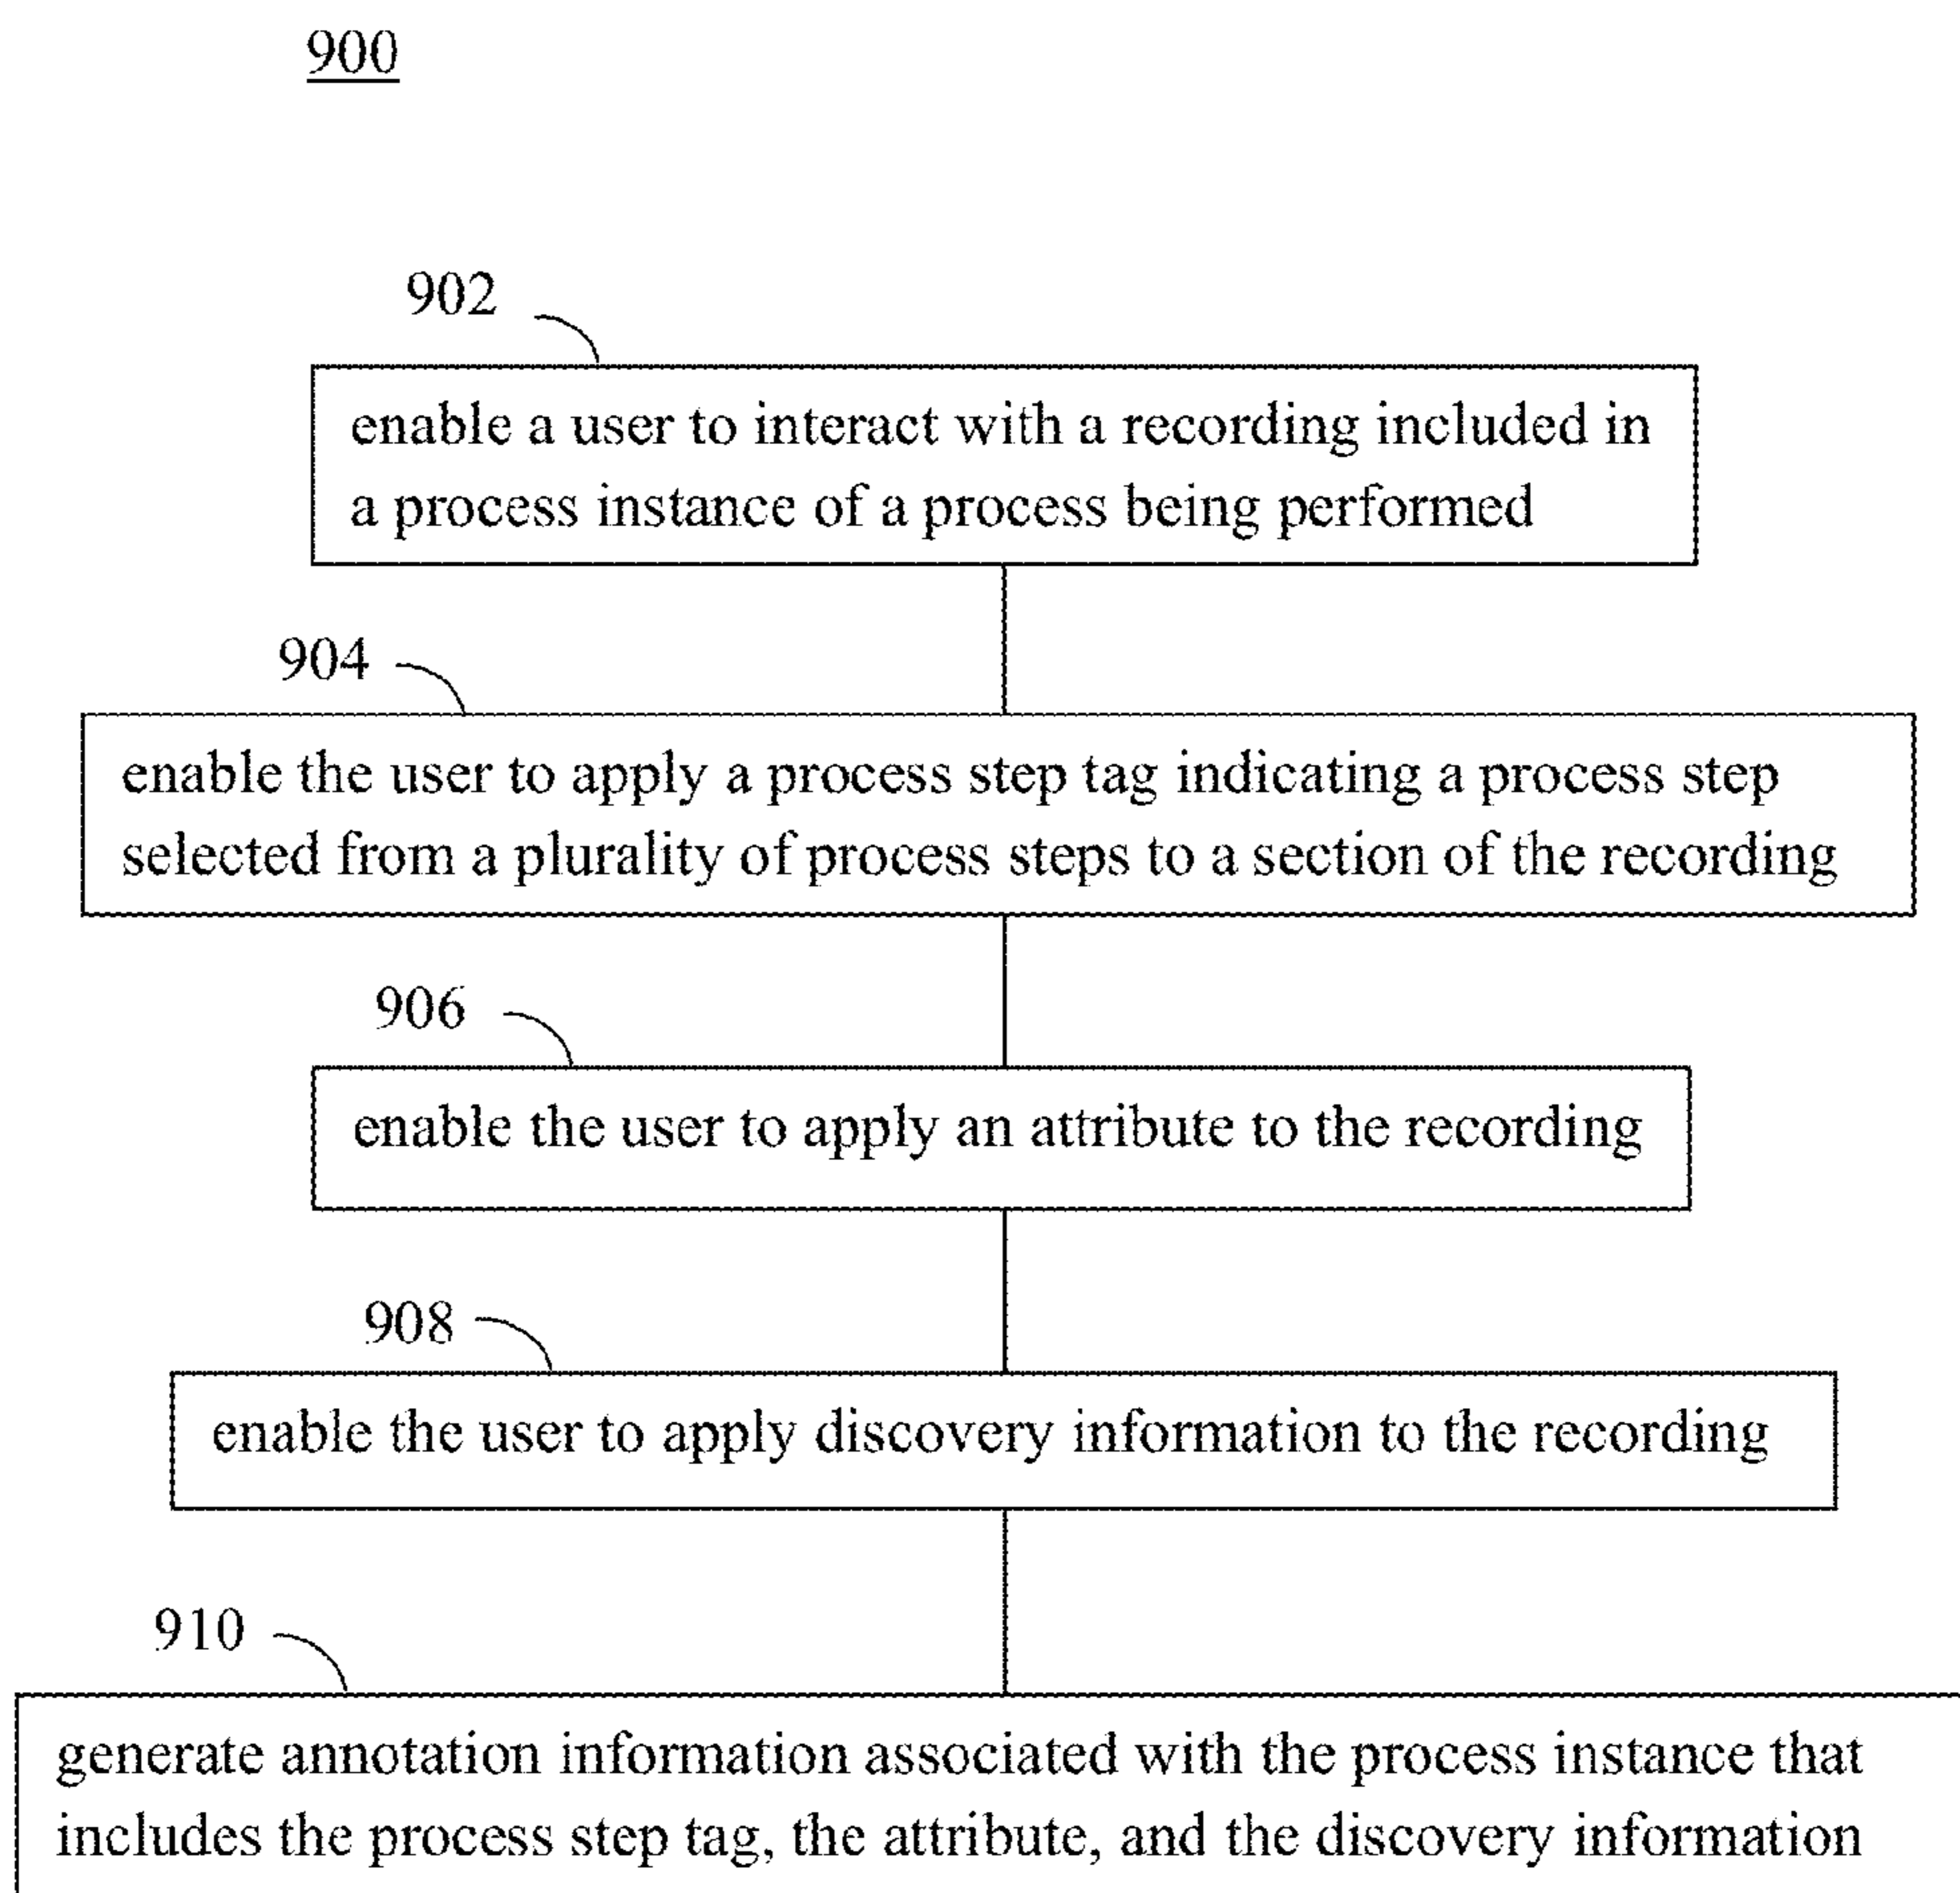 900
902
enable a user to interact with a recording included in
a process instance of a process being performed
904
enable the user to apply a process step tag indicating a process step
selected from a plurality of process steps to a section of the recording
906
enable the user to apply an attribute to the recording
908
enable the user to apply discovery information to the recording
910
generate annotation information associated with the process instance that
includes the process step tag, the attribute, and the discovery information